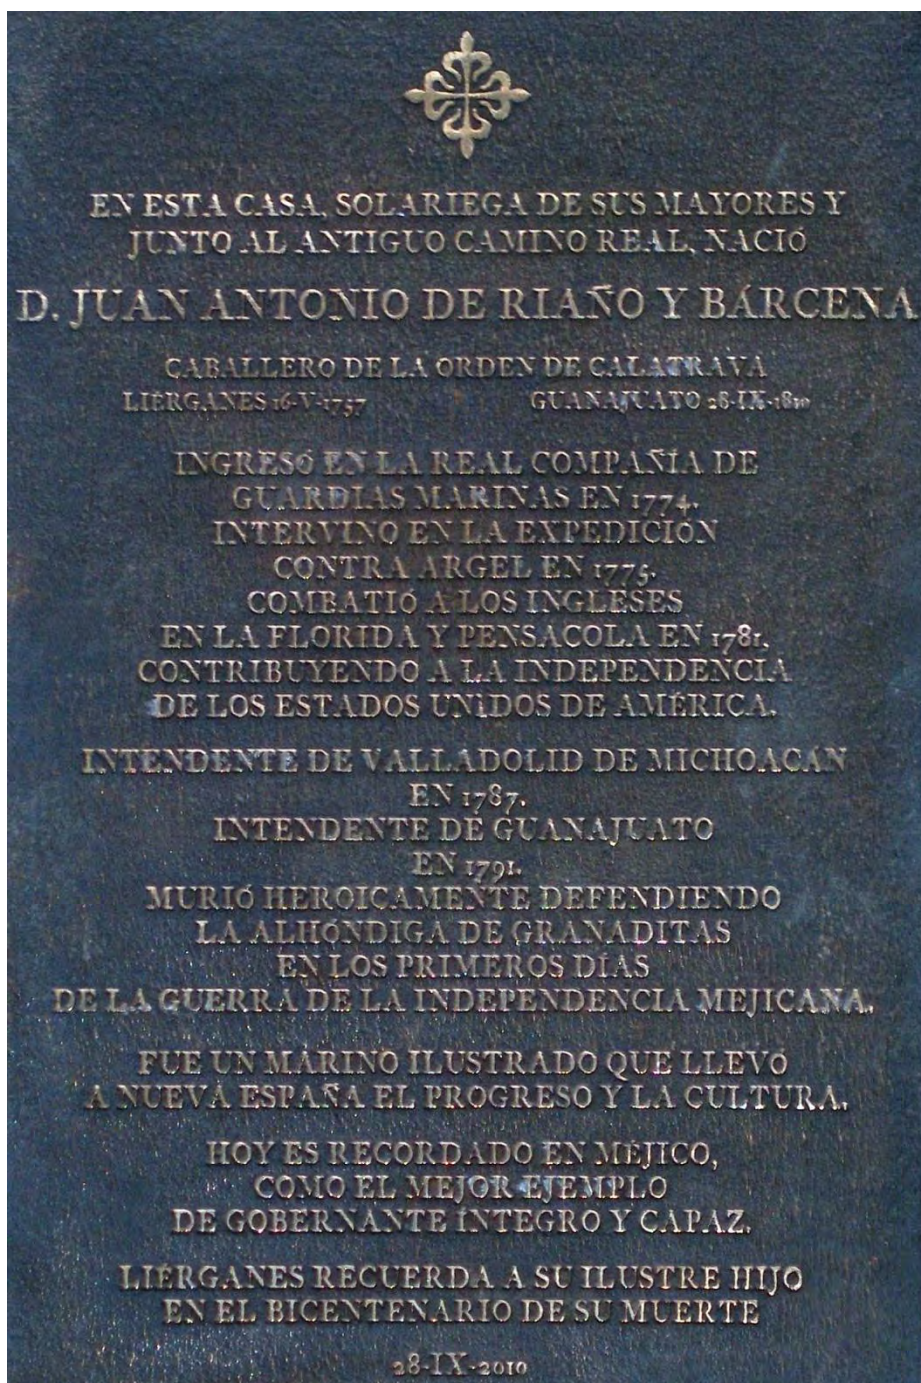 EN ESTA CASA, SOLARIEGA DE SUS MAYORES Y
JUNTO AL ANTIGUO CAMINO REAL, NACIÓ
D. JUAN ANTONIO DE RIAÑO Y BÁRCENA
CABALLERO DE LA ORDEN DE CALATRAVA
LIÉRGANES 16-V-1757 GUANAJUATO 28-IX-1810
INGRESÓ EN LA REAL COMPAÑÍA DE
GUARDIAS MARINAS EN 1774.
INTERVINO EN LA EXPEDICIÓN
CONTRA ARGEL EN 1775.
COMBATIÓ A LOS INGLESES
EN LA FLORIDA Y PENSACOLA EN 1781,
CONTRIBUYENDO A LA INDEPENDENCIA
DE LOS ESTADOS UNIDOS DE AMÉRICA.
INTENDENTE DE VALLADOLID DE MICHOACÁN
EN 1787.
INTENDENTE DE GUANAJUATO
EN 1791.
MURIÓ HEROICAMENTE DEFENDIENDO
LA ALHÓNDIGA DE GRANADITAS
EN LOS PRIMEROS DÍAS
DE LA GUERRA DE LA INDEPENDENCIA MEJICANA.
FUE UN MARINO ILUSTRADO QUE LLEVÓ
A NUEVA ESPAÑA EL PROGRESO Y LA CULTURA.
HOY ES RECORDADO EN MÉJICO,
COMO EL MEJOR EJEMPLO
DE GOBERNANTE ÍNTEGRO Y CAPAZ.
LIÉRGANES RECUERDA A SU ILUSTRE HIJO
EN EL BICENTENARIO DE SU MUERTE
28-IX-2010